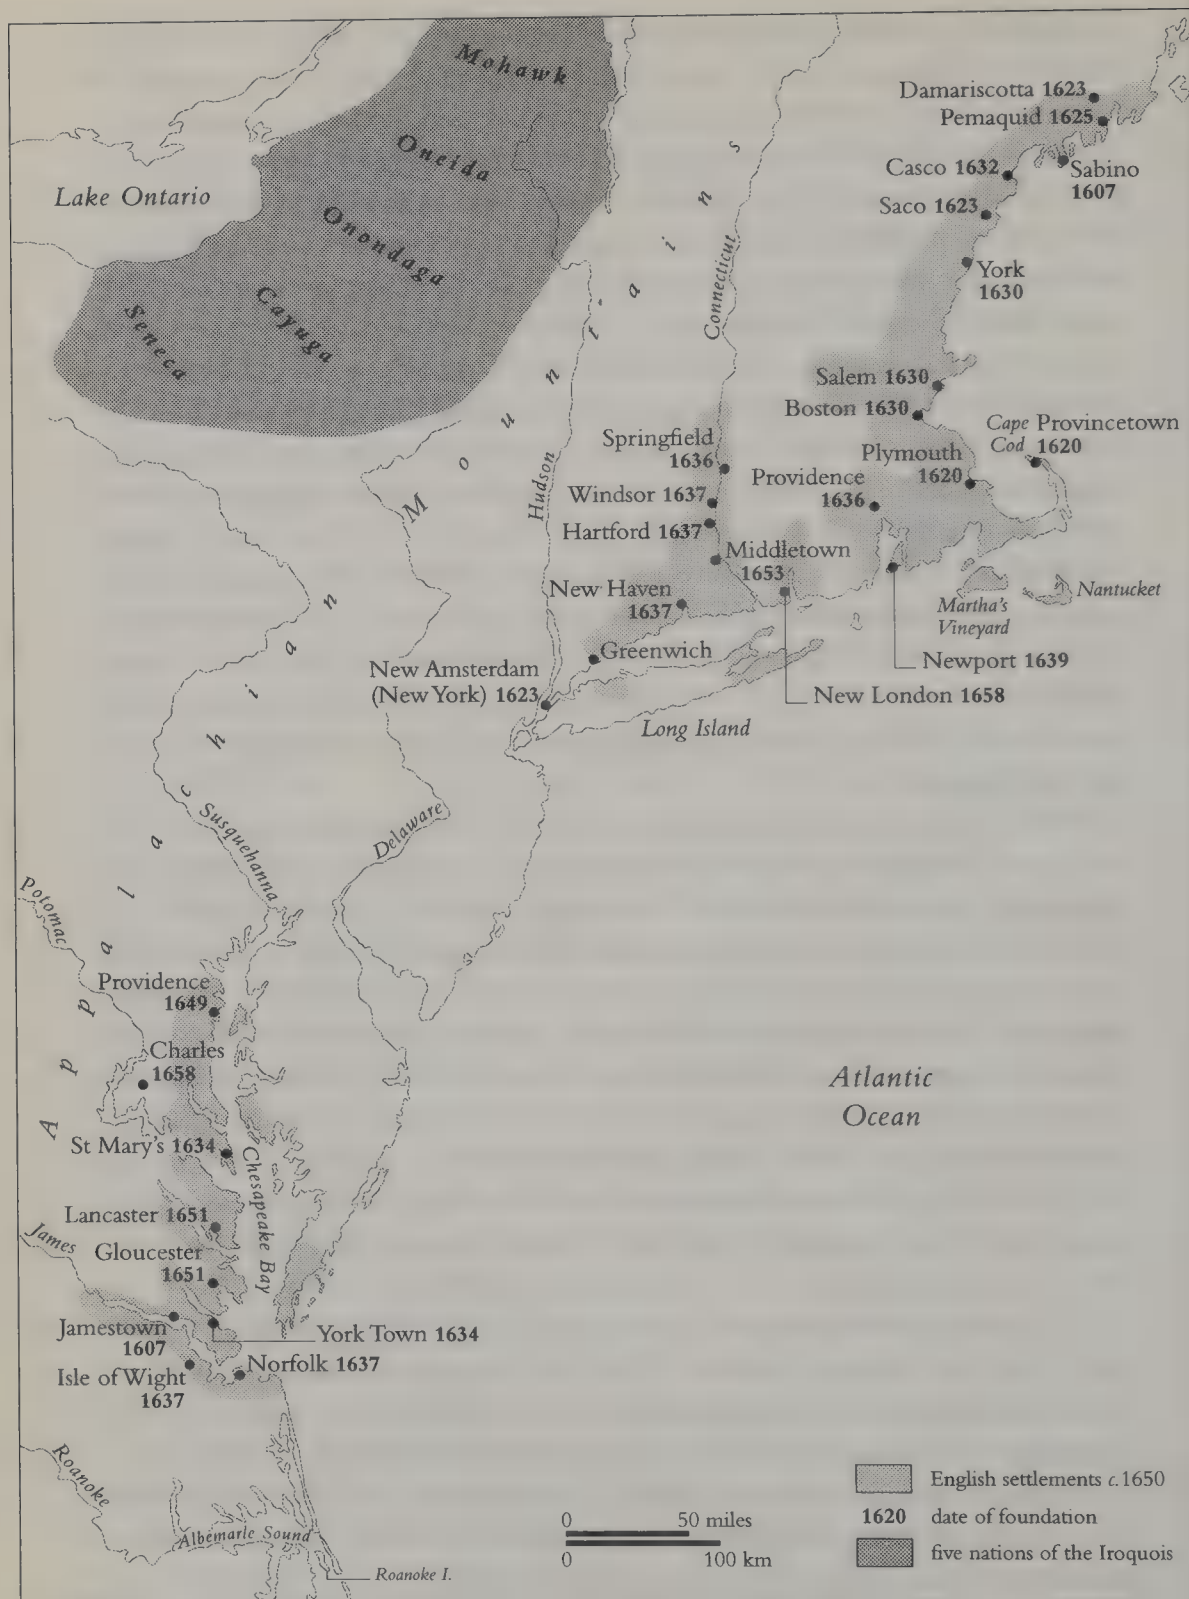 Mohawk
Oneida
Onondaga
Cayuga
Seneca
Lake Ontario
Damariscotta 1623
Pemaquid 1625
Sabino
1607
Casco 1632
Saco 1623
York
1630
Connecticut
Hudson
Appalachian Mountains
Salem 1630
Boston 1630
Cape
Cod
Provincetown
1620
Plymouth
1620
Providence
1636
Springfield
1636
Windsor 1637
Hartford 1637
Middletown
1653
New Haven
1637
Martha's
Vineyard
Nantucket
Greenwich
Newport 1639
New London 1658
New Amsterdam
(New York) 1623
Long Island
Susquehanna
Delaware
Potomac
Providence
1649
Charles
1658
St Mary's 1634
Chesapeake Bay
Atlantic
Ocean
Lancaster 1651
James
Gloucester
1651
Jamestown
1607
York Town 1634
Isle of Wight
1637
Norfolk 1637
Roanoke
Albemarle Sound
Roanoke I.
0 50 miles
0 100 km
English settlements c.1650
1620 date of foundation
five nations of the Iroquois